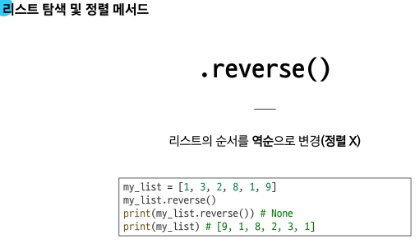 리스트 탐색 및 정렬 메서드
.reverse()
리스트의 순서를 역순으로 변경(정렬 X)
my_list = [1, 3, 2, 8, 1, 9]
my_list.reverse()
print(my_list.reverse()) # None
print(my_list) # [9, 1, 8, 2, 3, 1]